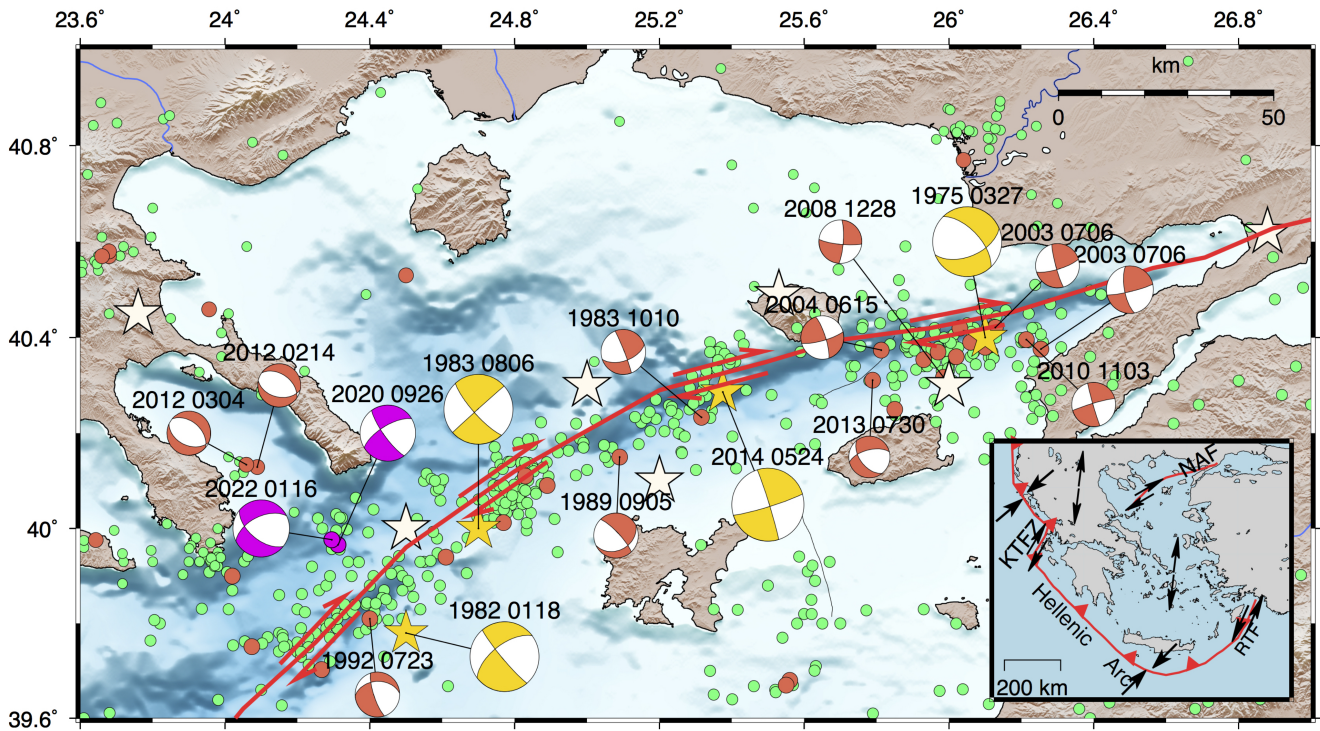 23.6˚ 24˚ 24.4˚ 24.8˚ 25.2˚ 25.6˚ 26˚ 26.4˚ 26.8˚
km
0 50
40.8˚
1975 0327
2008 1228
2003 0706
2003 0706
2004 0615
1983 1010
40.4˚
2012 0214
1983 0806
2010 1103
2020 0926
2012 0304
2013 0730
2014 0524
2022 0116
1989 0905
40˚
1982 0118
1992 0723
39.6˚
NAF
KTFZ
Hellenic
Arc
RTF
200 km